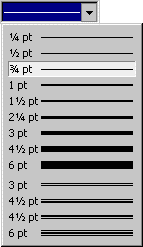 ¼ pt
½ pt
¾ pt
1 pt
1½ pt
2¼ pt
3 pt
4½ pt
6 pt
3 pt
4½ pt
4½ pt
6 pt